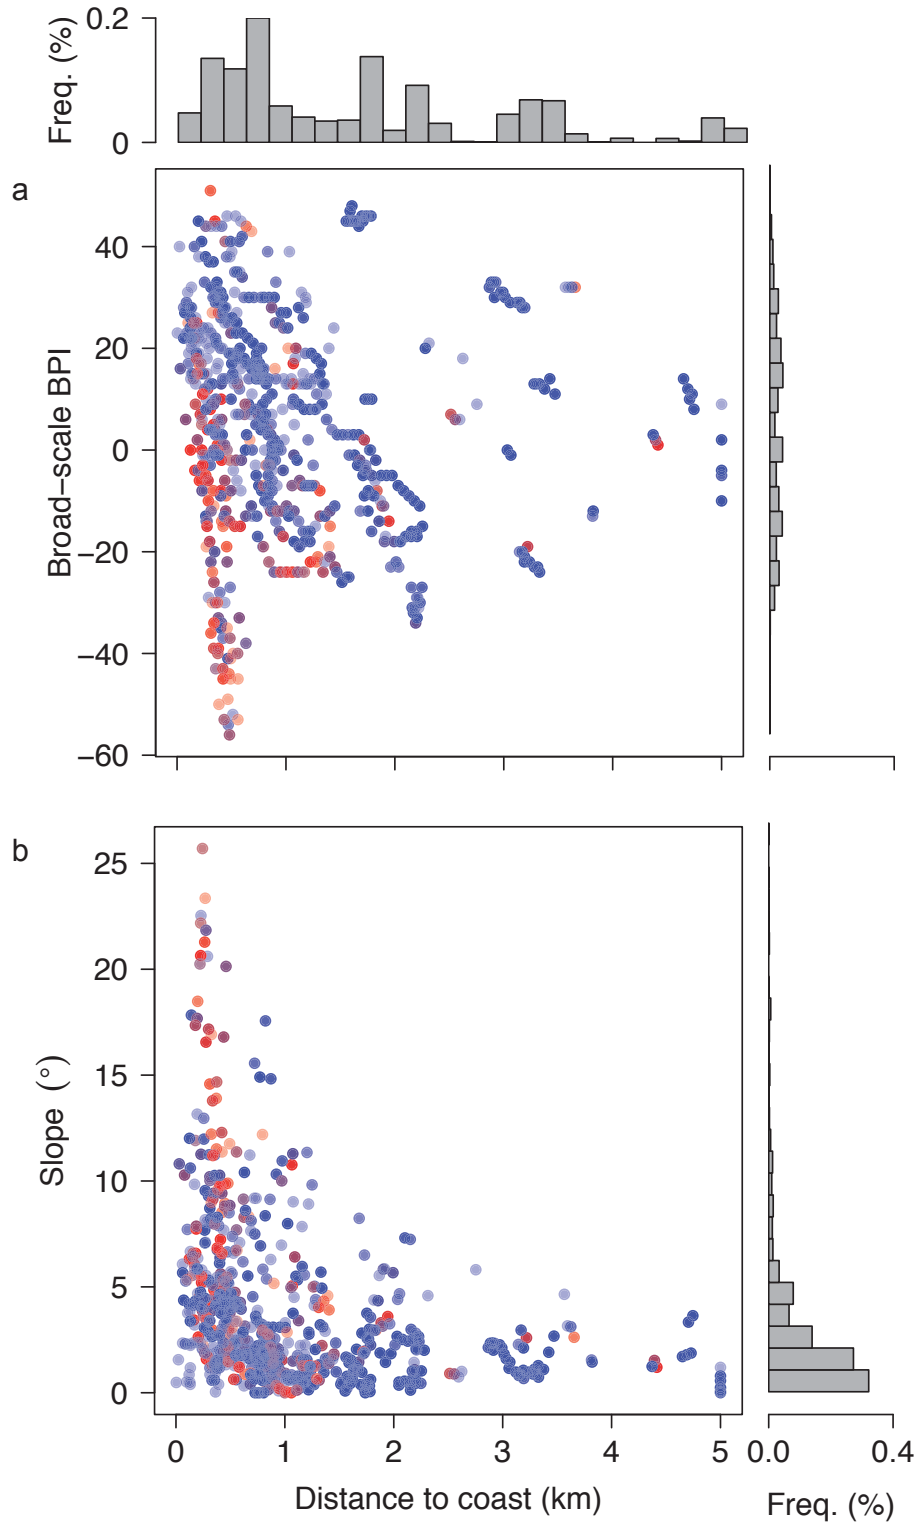 Freq. (%)
0.2
0
a
Broad−scale BPI
40
20
0
−20
−40
−60
b
Slope (°)
25
20
15
10
5
0
0 1 2 3 4 5
Distance to coast (km)
0.0 0.4
Freq. (%)